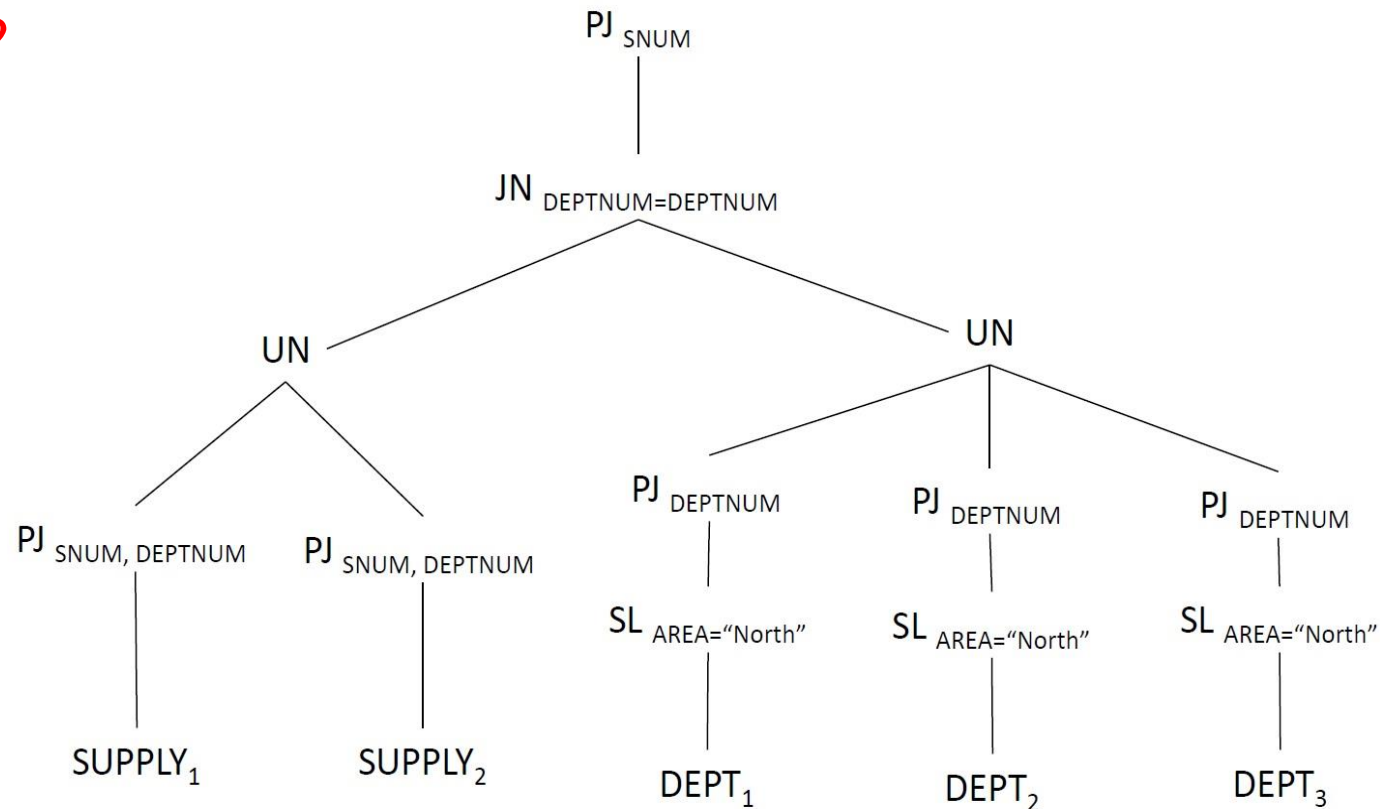 PJ SNUM
JN DEPTNUM=DEPTNUM
UN
UN
PJ SNUM, DEPTNUM
PJ SNUM, DEPTNUM
PJ DEPTNUM
PJ DEPTNUM
PJ DEPTNUM
SL AREA=“North”
SL AREA=“North”
SL AREA=“North”
SUPPLY₁
SUPPLY₂
DEPT₁
DEPT₂
DEPT₃